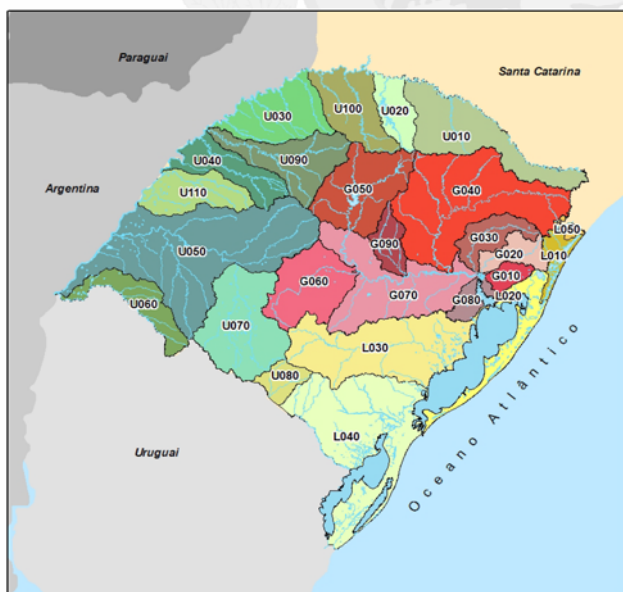 Paraguai
Santa Catarina
U030
U100
U020
U010
U040
U090
Argentina
U110
G050
G040
L050
G030
G090
U050
G020
L010
G010
G060
U060
G070
G080
L020
U070
L030
U080
L040
Uruguai
Oceano Atlântico